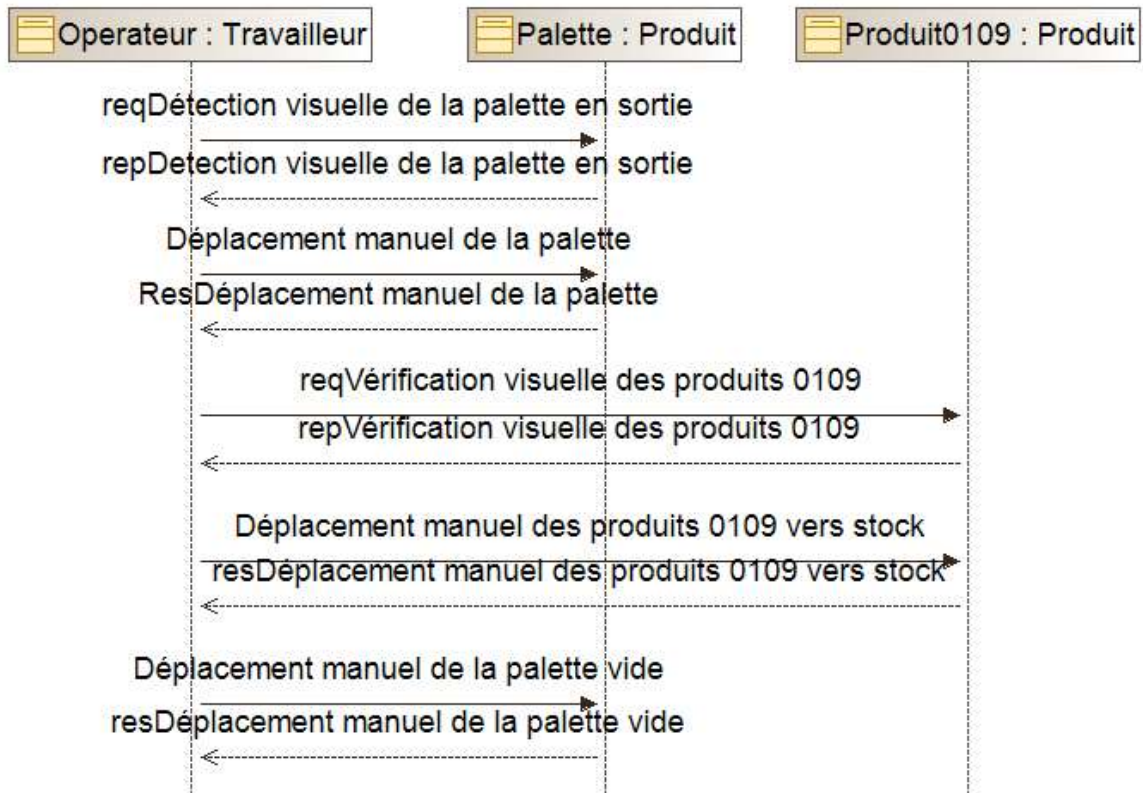 Operateur : Travailleur
Palette : Produit
Produit0109 : Produit
reqDétection visuelle de la palette en sortie
repDetection visuelle de la palette en sortie
Déplacement manuel de la palette
ResDéplacement manuel de la palette
reqVérification visuelle des produits 0109
repVérification visuelle des produits 0109
Déplacement manuel des produits 0109 vers stock
resDéplacement manuel des produits 0109 vers stock
Déplacement manuel de la palette vide
resDéplacement manuel de la palette vide